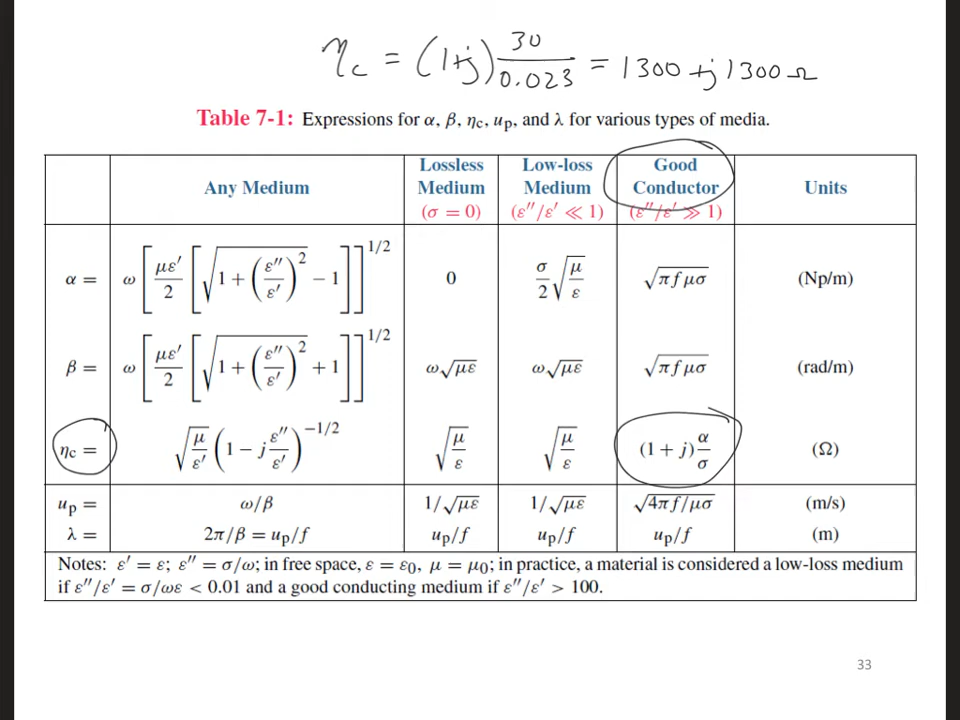 ηc = (1+j) 30/0.023 = 1300 + j1300 Ω
Table 7-1: Expressions for α, β, ηc, up, and λ for various types of media.
Any Medium | Lossless Medium (σ = 0) | Low-loss Medium (ε″/ε′ ≪ 1) | Good Conductor (ε″/ε′ ≫ 1) | Units
α = | ω [ με′/2 [ √(1 + (ε″/ε′)²) − 1 ] ]^1/2 | 0 | σ/2 √(μ/ε) | √(πfμσ) | (Np/m)
β = | ω [ με′/2 [ √(1 + (ε″/ε′)²) + 1 ] ]^1/2 | ω√(με) | ω√(με) | √(πfμσ) | (rad/m)
ηc = | √(μ/ε′) (1 − j ε″/ε′)^−1/2 | √(μ/ε) | √(μ/ε) | (1 + j) α/σ | (Ω)
up = | ω/β | 1/√(με) | 1/√(με) | √(4πf/μσ) | (m/s)
λ = | 2π/β = up/f | up/f | up/f | up/f | (m)
Notes: ε′ = ε; ε″ = σ/ω; in free space, ε = ε0, μ = μ0; in practice, a material is considered a low-loss medium
if ε″/ε′ = σ/ωε < 0.01 and a good conducting medium if ε″/ε′ > 100.
33